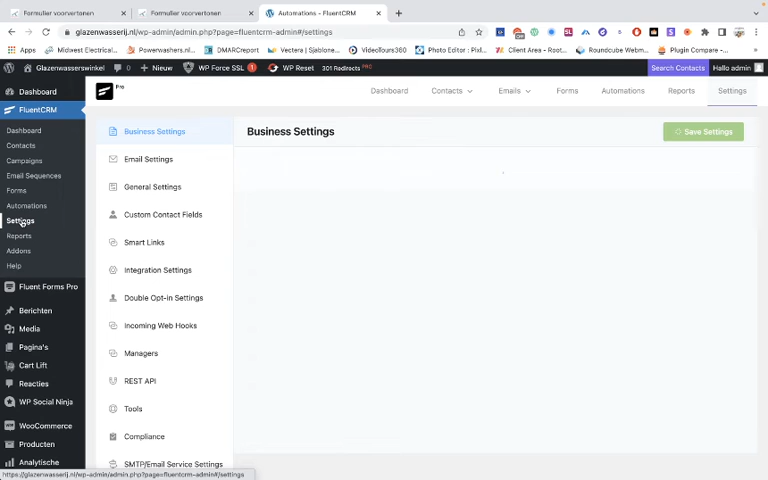 Formulier voorvertonen
Formulier voorvertonen
Automations - FluentCRM
glazenwasserij.nl/wp-admin/admin.php?page=fluentcrm-admin#/settings
Apps
Midwest Electrical...
Powerwashers.nl...
DMARCreport
Vectera | Sjablone...
VideoTours360
Photo Editor : Pixl...
Client Area - Root...
Roundcube Webm...
Plugin Compare -...
Glazenwasserswinkel
0
Nieuw
WP Force SSL 1
WP Reset
301 Redirects PRO
Search Contacts
Hallo admin
Dashboard
FluentCRM
Dashboard
Contacts
Campaigns
Email Sequences
Forms
Automations
Settings
Reports
Addons
Help
Fluent Forms Pro
Berichten
Media
Pagina's
Cart Lift
Reacties
WP Social Ninja
WooCommerce
Producten
Analytische
Pro
Dashboard
Contacts
Emails
Forms
Automations
Reports
Settings
Business Settings
Email Settings
General Settings
Custom Contact Fields
Smart Links
Integration Settings
Double Opt-in Settings
Incoming Web Hooks
Managers
REST API
Tools
Compliance
SMTP/Email Service Settings
Business Settings
Save Settings
https://glazenwasserij.nl/wp-admin/admin.php?page=fluentcrm-admin#/settings